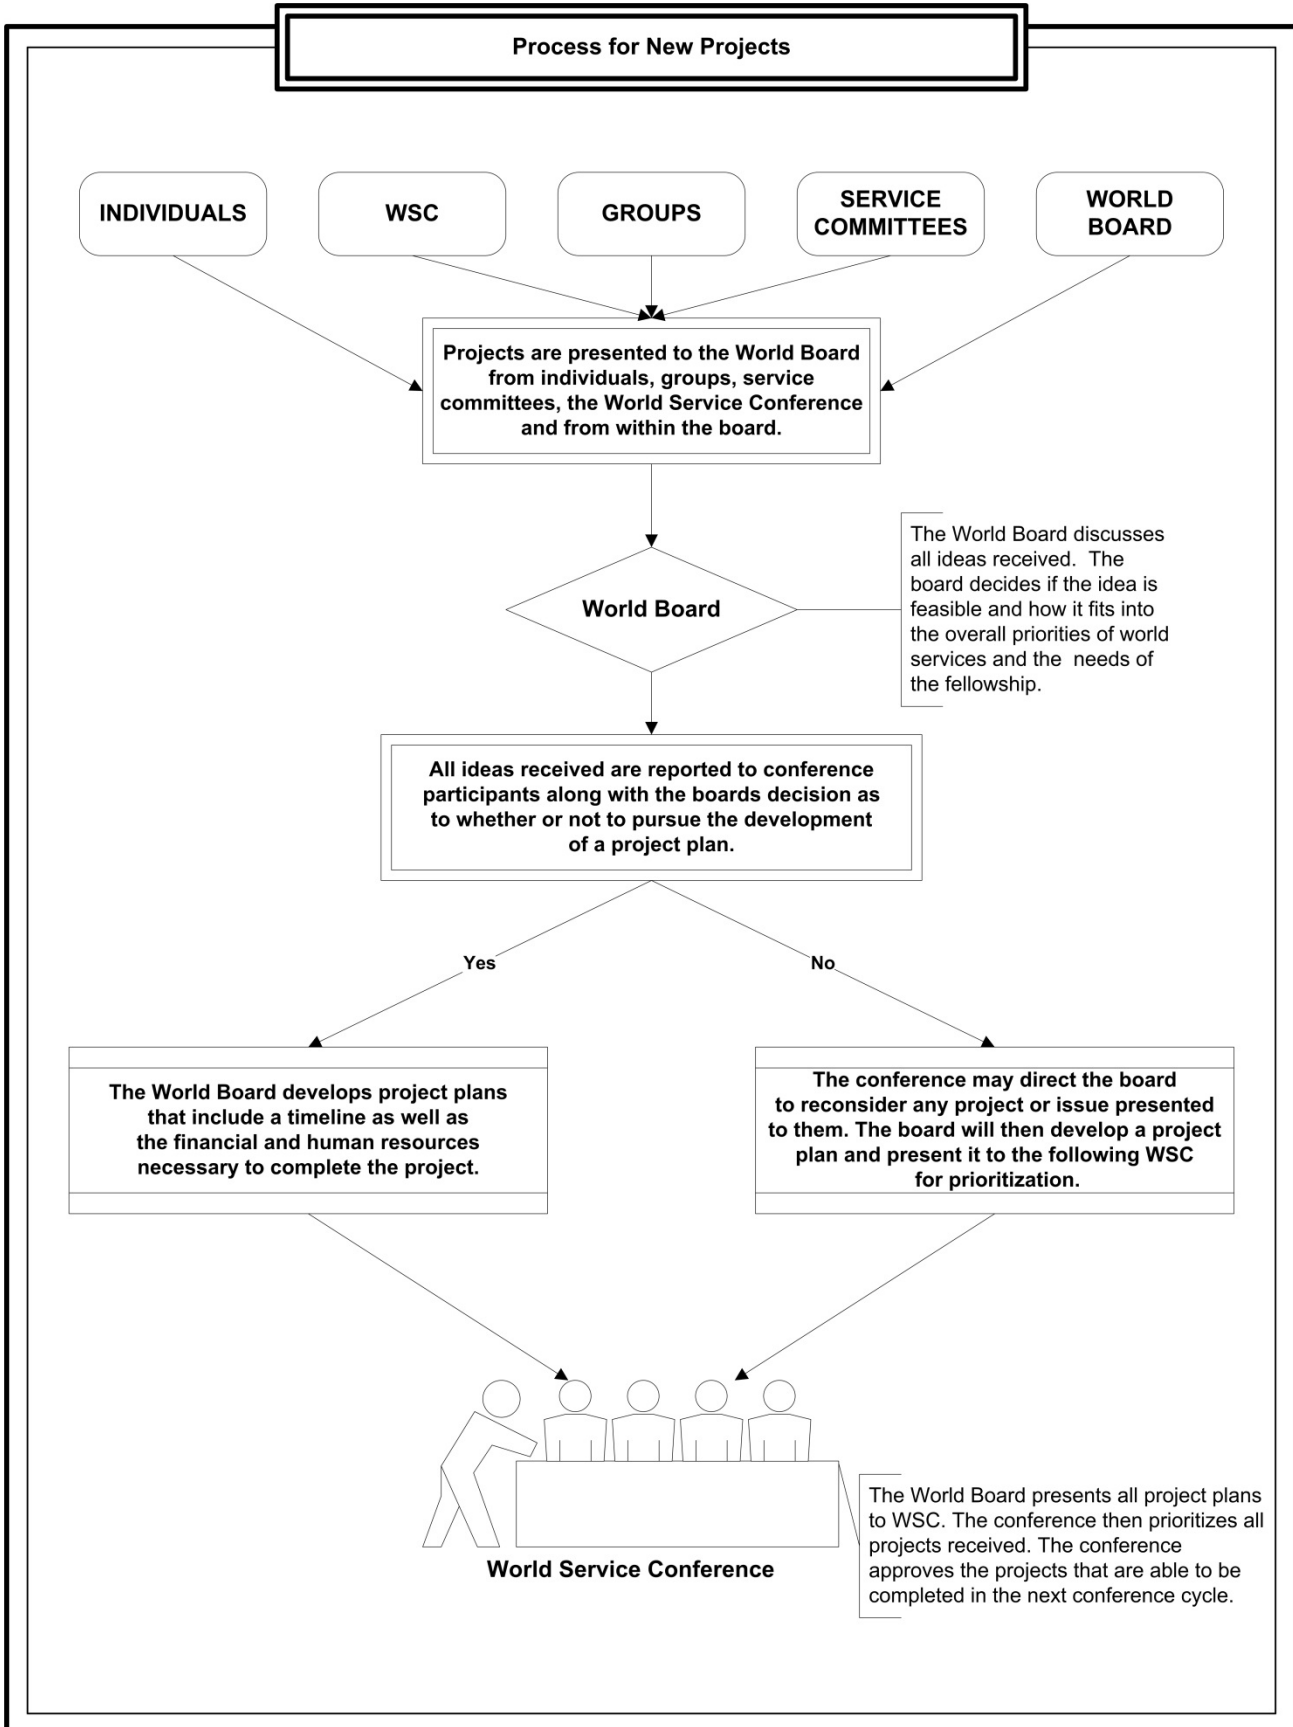 Process for New Projects
INDIVIDUALS
WSC
GROUPS
SERVICE
COMMITTEES
WORLD
BOARD
Projects are presented to the World Board
from individuals, groups, service
committees, the World Service Conference
and from within the board.
World Board
The World Board discusses
all ideas received.  The
board decides if the idea is
feasible and how it fits into
the overall priorities of world
services and the  needs of
the fellowship.
All ideas received are reported to conference
participants along with the boards decision as
to whether or not to pursue the development
of a project plan.
Yes
No
The World Board develops project plans
that include a timeline as well as
the financial and human resources
necessary to complete the project.
The conference may direct the board
to reconsider any project or issue presented
to them. The board will then develop a project
plan and present it to the following WSC
for prioritization.
World Service Conference
The World Board presents all project plans
to WSC. The conference then prioritizes all
projects received. The conference
approves the projects that are able to be
completed in the next conference cycle.